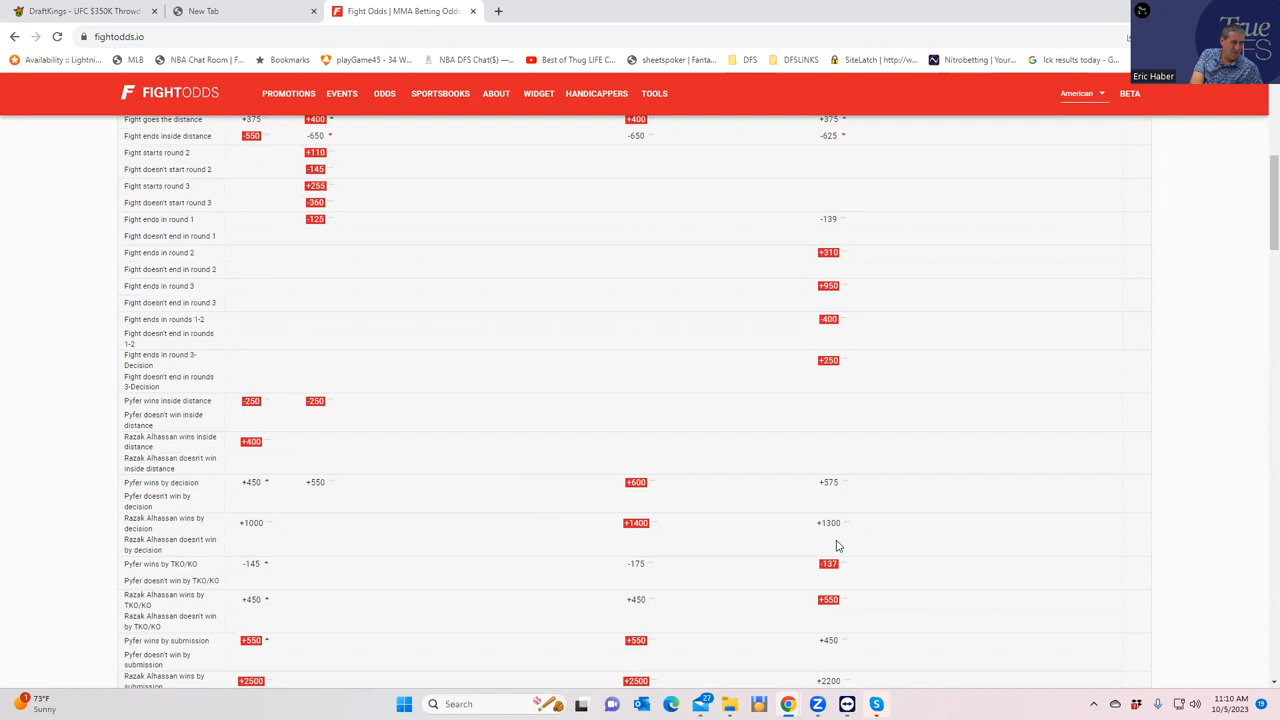 DraftKings - UFC $350K Throwd × New Tab × Fight Odds | MMA Betting Odds × +
fightodds.io
Availability :: Lightni... MLB NBA Chat Room | F... Bookmarks playGame45 - 34 W... NBA DFS Chat($) —... Best of Thug LIFE C... sheetspoker | Fanta... DFS DFSLINKS SiteLatch | http://w... Nitrobetting | Your... Ick results today - G...
True
Eric Haber
FIGHTODDS PROMOTIONS EVENTS ODDS SPORTSBOOKS ABOUT WIDGET HANDICAPPERS TOOLS American BETA
Fight goes the distance +375 +400 +400 +375
Fight ends inside distance -550 -650 -650 -625
Fight starts round 2 +110
Fight doesn't start round 2 -145
Fight starts round 3 +255
Fight doesn't start round 3 -360
Fight ends in round 1 -125 -139
Fight doesn't end in round 1
Fight ends in round 2 +310
Fight doesn't end in round 2
Fight ends in round 3 +950
Fight doesn't end in round 3
Fight ends in rounds 1-2 -400
Fight doesn't end in rounds
1-2
Fight ends in round 3-
Decision +250
Fight doesn't end in rounds
3-Decision
Pyfer wins inside distance -250 -250
Pyfer doesn't win inside
distance
Razak Alhassan wins inside
distance +400
Razak Alhassan doesn't win
inside distance
Pyfer wins by decision +450 +550 +600 +575
Pyfer doesn't win by
decision
Razak Alhassan wins by
decision +1000 +1400 +1300
Razak Alhassan doesn't win
by decision
Pyfer wins by TKO/KO -145 -175 -137
Pyfer doesn't win by TKO/KO
Razak Alhassan wins by
TKO/KO +450 +450 +550
Razak Alhassan doesn't win
by TKO/KO
Pyfer wins by submission +550 +550 +450
Pyfer doesn't win by
submission
Razak Alhassan wins by
submission +2500 +2500 +2200
73°F
Sunny
Search
27
11:10 AM
10/5/2023
19